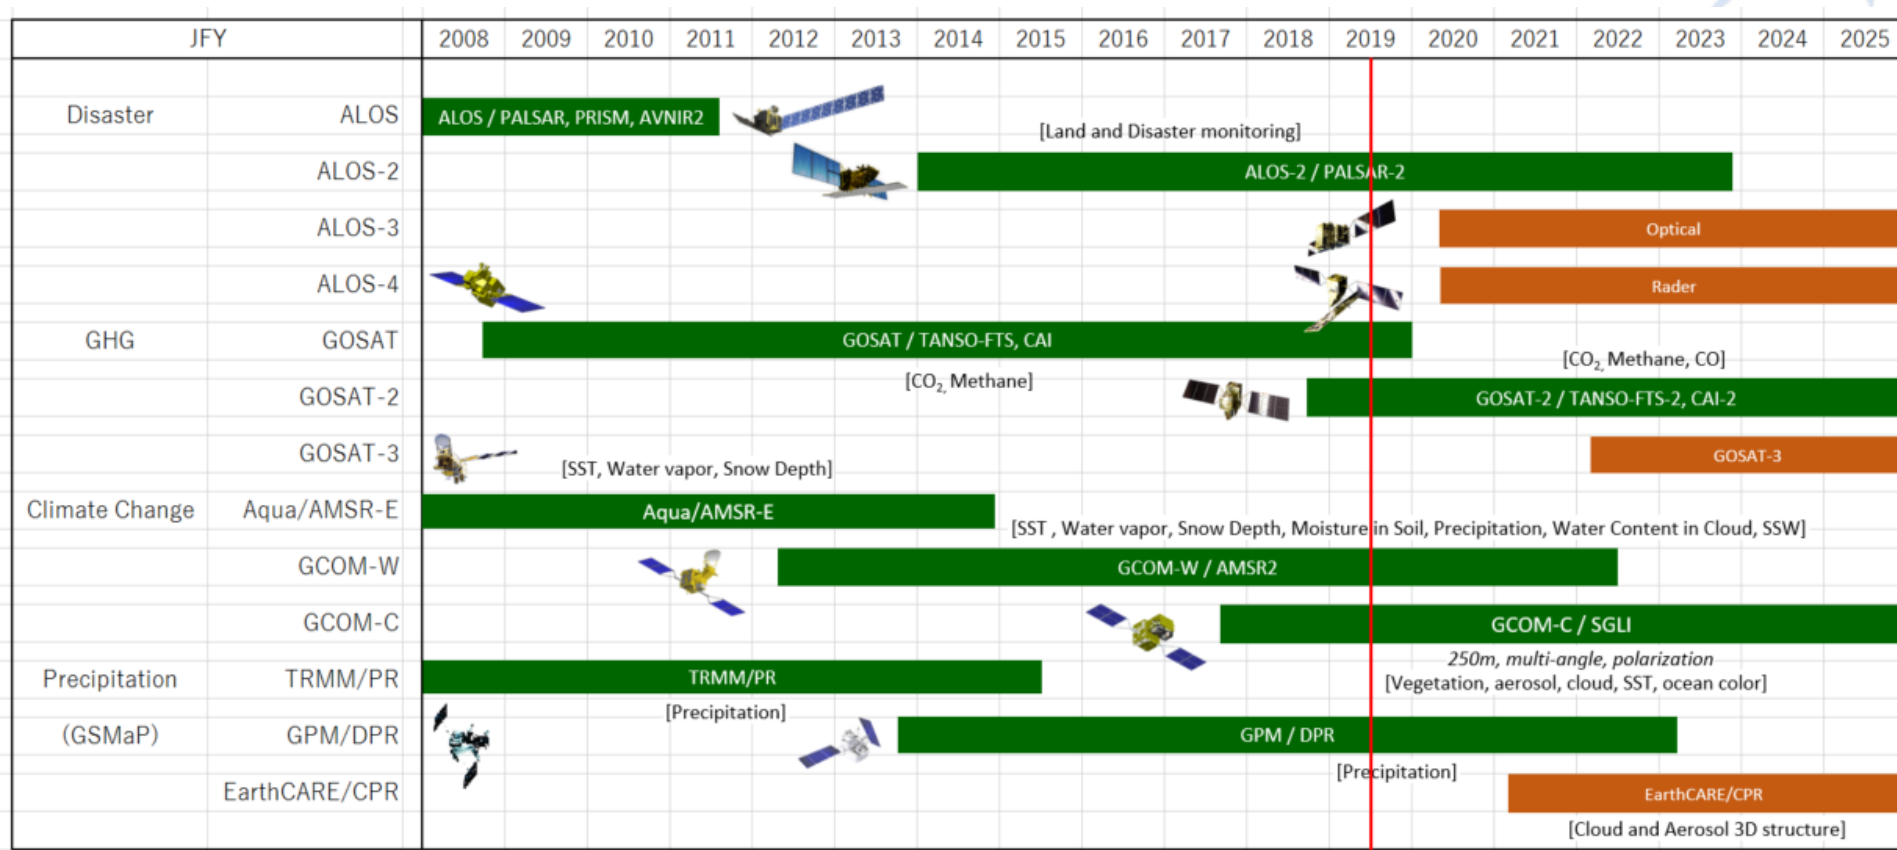 JFY 2008 2009 2010 2011 2012 2013 2014 2015 2016 2017 2018 2019 2020 2021 2022 2023 2024 2025
Disaster ALOS ALOS / PALSAR, PRISM, AVNIR2
[Land and Disaster monitoring]
ALOS-2 ALOS-2 / PALSAR-2
ALOS-3 Optical
ALOS-4 Rader
GHG GOSAT GOSAT / TANSO-FTS, CAI
[CO2, Methane, CO]
[CO2, Methane]
GOSAT-2 GOSAT-2 / TANSO-FTS-2, CAI-2
GOSAT-3 GOSAT-3
[SST, Water vapor, Snow Depth]
Climate Change Aqua/AMSR-E Aqua/AMSR-E
[SST , Water vapor, Snow Depth, Moisture in Soil, Precipitation, Water Content in Cloud, SSW]
GCOM-W GCOM-W / AMSR2
GCOM-C GCOM-C / SGLI
250m, multi-angle, polarization
[Vegetation, aerosol, cloud, SST, ocean color]
Precipitation TRMM/PR TRMM/PR
[Precipitation]
(GSMaP) GPM/DPR GPM / DPR
[Precipitation]
EarthCARE/CPR EarthCARE/CPR
[Cloud and Aerosol 3D structure]